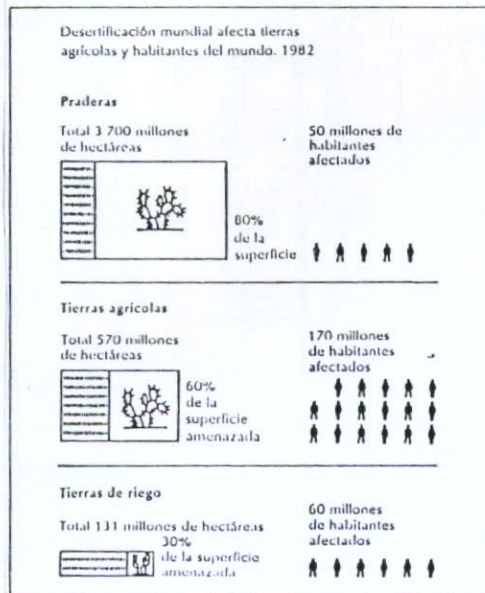 Desertificación mundial afecta tierras
agrícolas y habitantes del mundo. 1982
Praderas
Total 3 700 millones
de hectáreas
50 millones de
habitantes
afectados
80%
de la
superficie
Tierras agrícolas
Total 570 millones
de hectáreas
170 millones
de habitantes
afectados
60%
de la
superficie
amenazada
Tierras de riego
Total 131 millones de hectáreas
30%
de la superficie
amenazada
60 millones
de habitantes
afectados